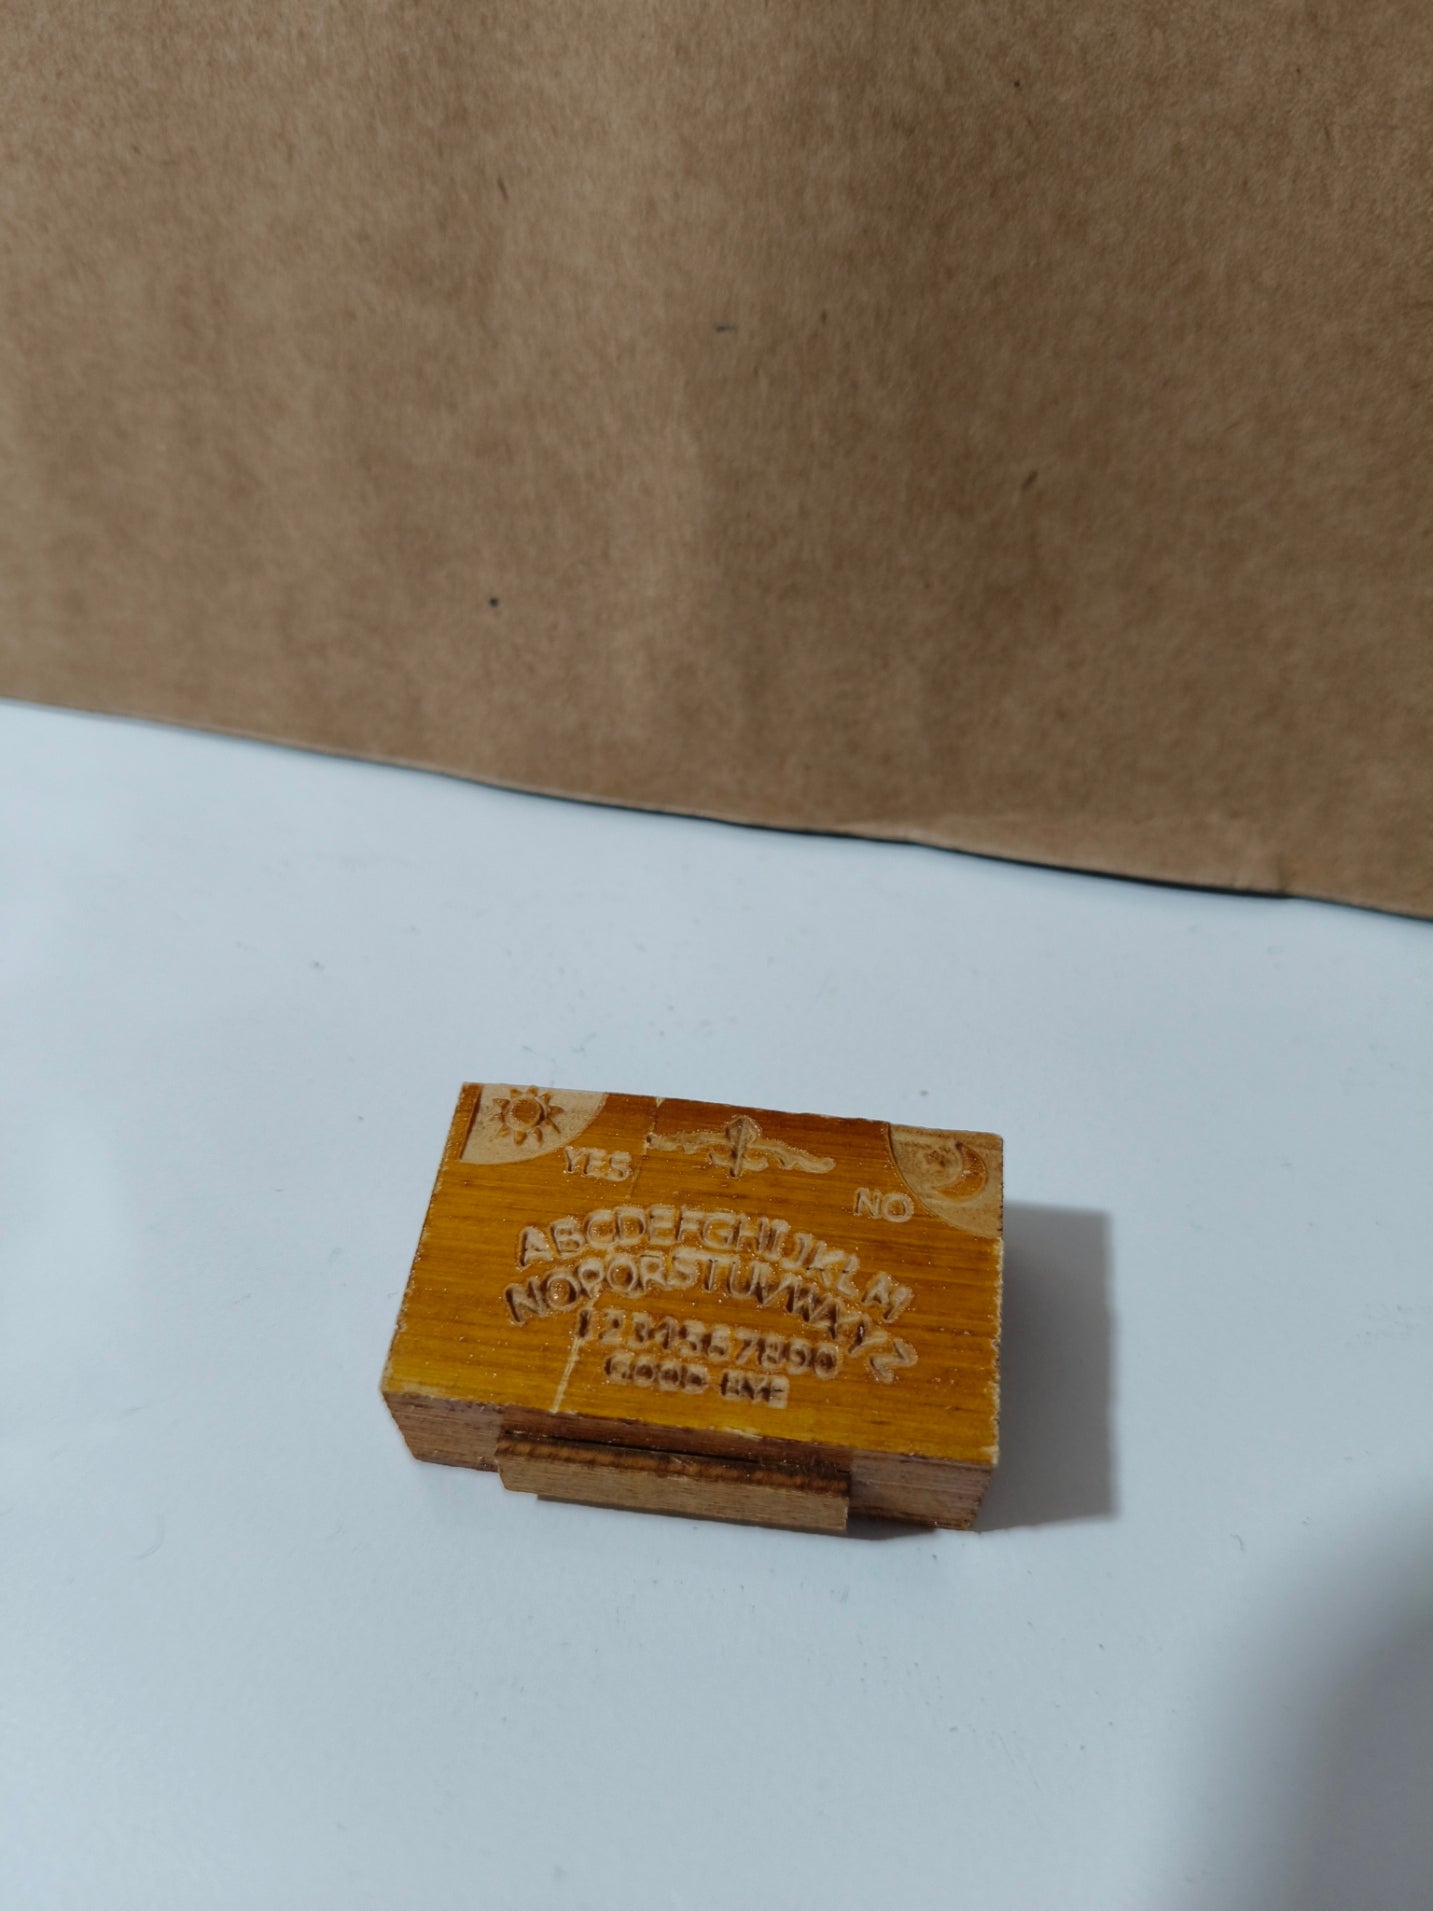 YES
NO
ABCDEFGHIJKLM
NOPQRSTUVWXYZ
1234567890
GOOD BYE